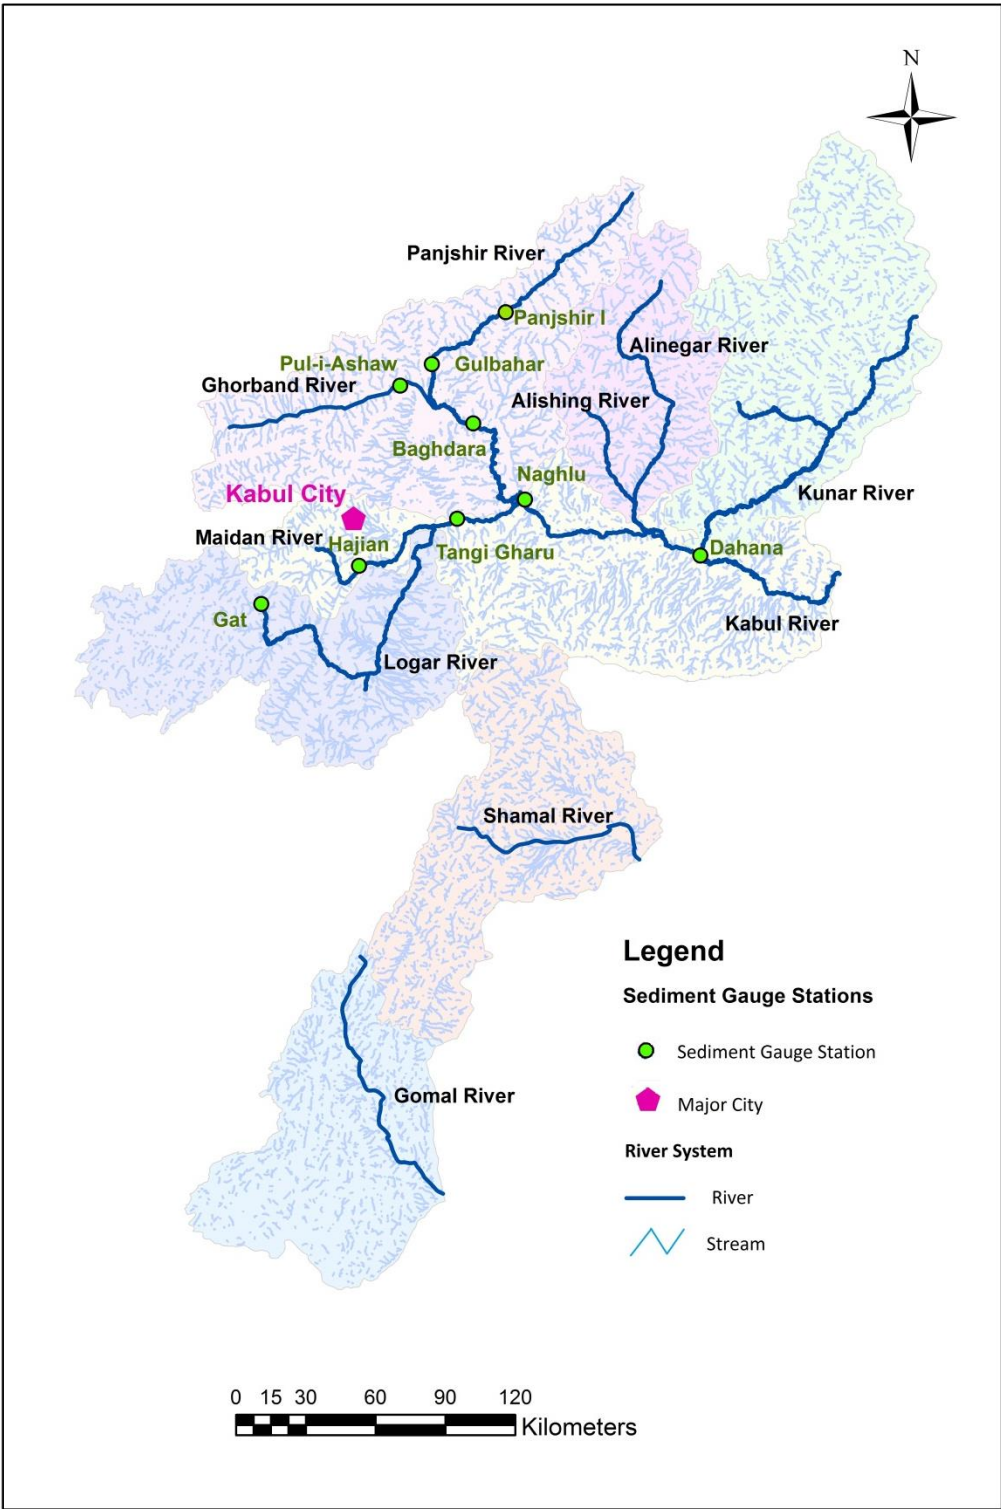 N
Panjshir River
Panjshir I
Alinegar River
Pul-i-Ashaw
Gulbahar
Ghorband River
Alishing River
Baghdara
Naghlu
Kabul City
Kunar River
Maidan River
Hajian
Tangi Gharu
Dahana
Gat
Kabul River
Logar River
Shamal River
Gomal River
Legend
Sediment Gauge Stations
Sediment Gauge Station
Major City
River System
River
Stream
0 15 30 60 90 120
Kilometers